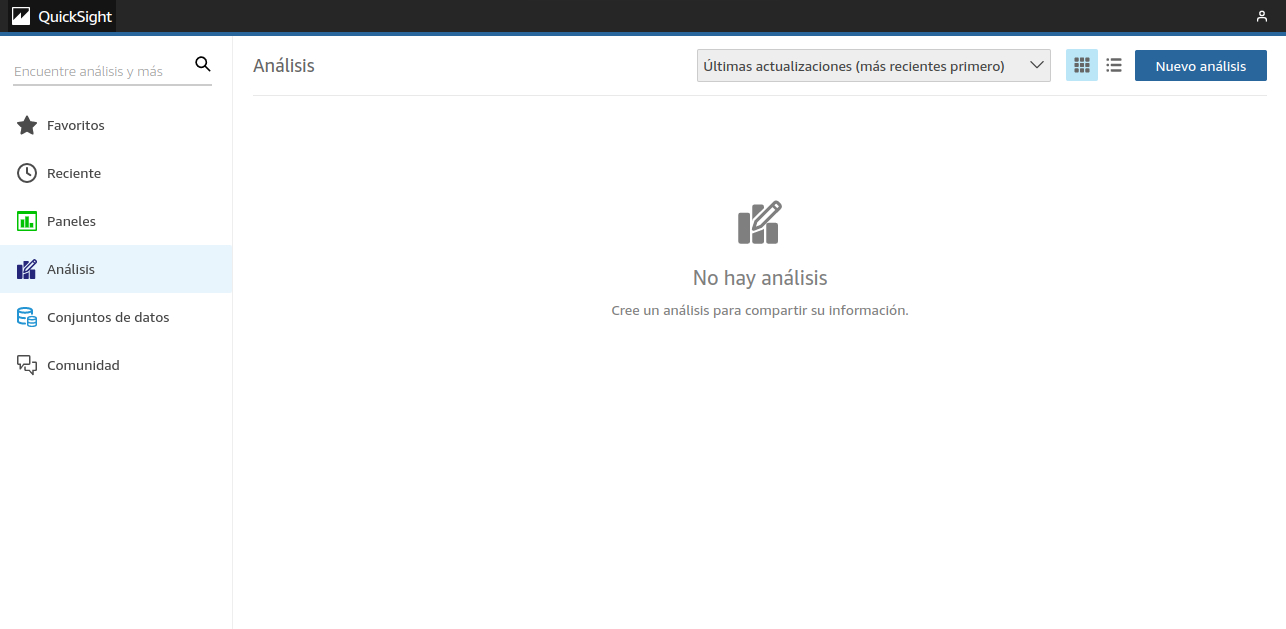 QuickSight
Encuentre análisis y más
Favoritos
Reciente
Paneles
Análisis
Conjuntos de datos
Comunidad
Análisis
Últimas actualizaciones (más recientes primero)
Nuevo análisis
No hay análisis
Cree un análisis para compartir su información.